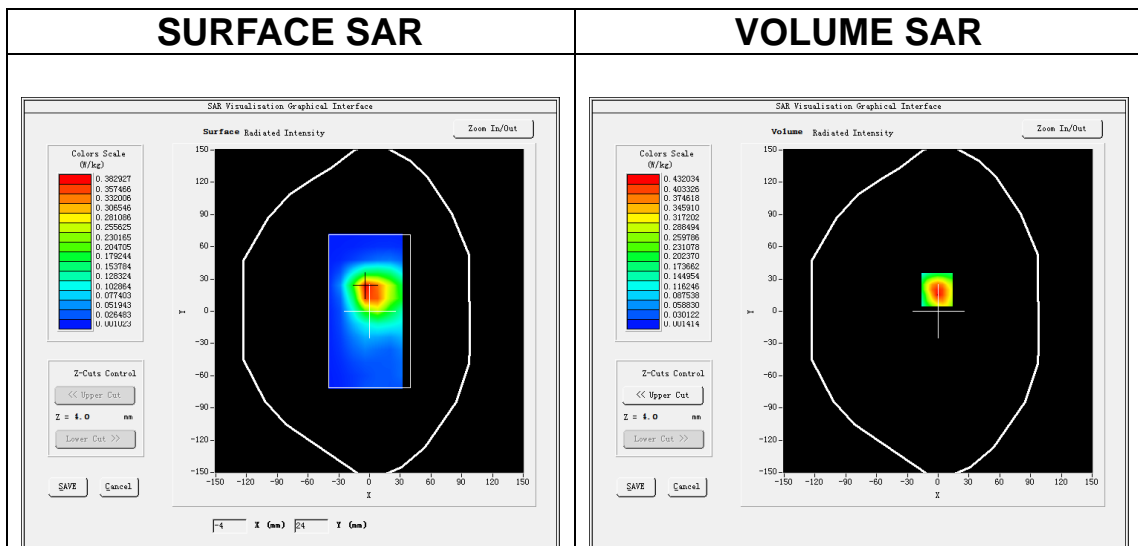 SURFACE SAR
VOLUME SAR
SAR Visualisation Graphical Interface
Surface Radiated Intensity
Zoom In/Out
Colors Scale
(W/kg)
0.382927
0.357466
0.332006
0.306546
0.281086
0.255625
0.230165
0.204705
0.179244
0.153784
0.128324
0.102864
0.077403
0.051943
0.026483
0.001023
Z-Cuts Control
<< Upper Cut
Z = 4.0 mm
Lower Cut >>
SAVE Cancel
150
120
90
60
30
0
-30
-60
-90
-120
-150
Y
-150 -120 -90 -60 -30 0 30 60 90 120 150
X
-4 X (mm) 24 Y (mm)
SAR Visualisation Graphical Interface
Volume Radiated Intensity
Zoom In/Out
Colors Scale
(W/kg)
0.432034
0.403326
0.374618
0.345910
0.317202
0.288494
0.259786
0.231078
0.202370
0.173662
0.144954
0.116246
0.087538
0.058830
0.030122
0.001414
Z-Cuts Control
<< Upper Cut
Z = 4.0 mm
Lower Cut >>
SAVE Cancel
150
120
90
60
30
0
-30
-60
-90
-120
-150
Y
-150 -120 -90 -60 -30 0 30 60 90 120 150
X